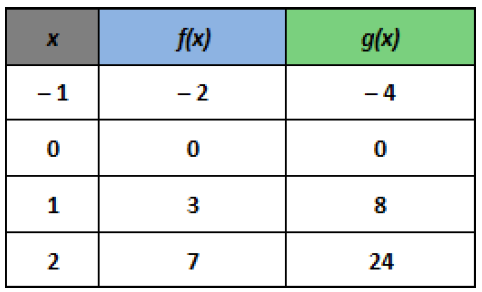 x f(x) g(x)
– 1 – 2 – 4
0 0 0
1 3 8
2 7 24